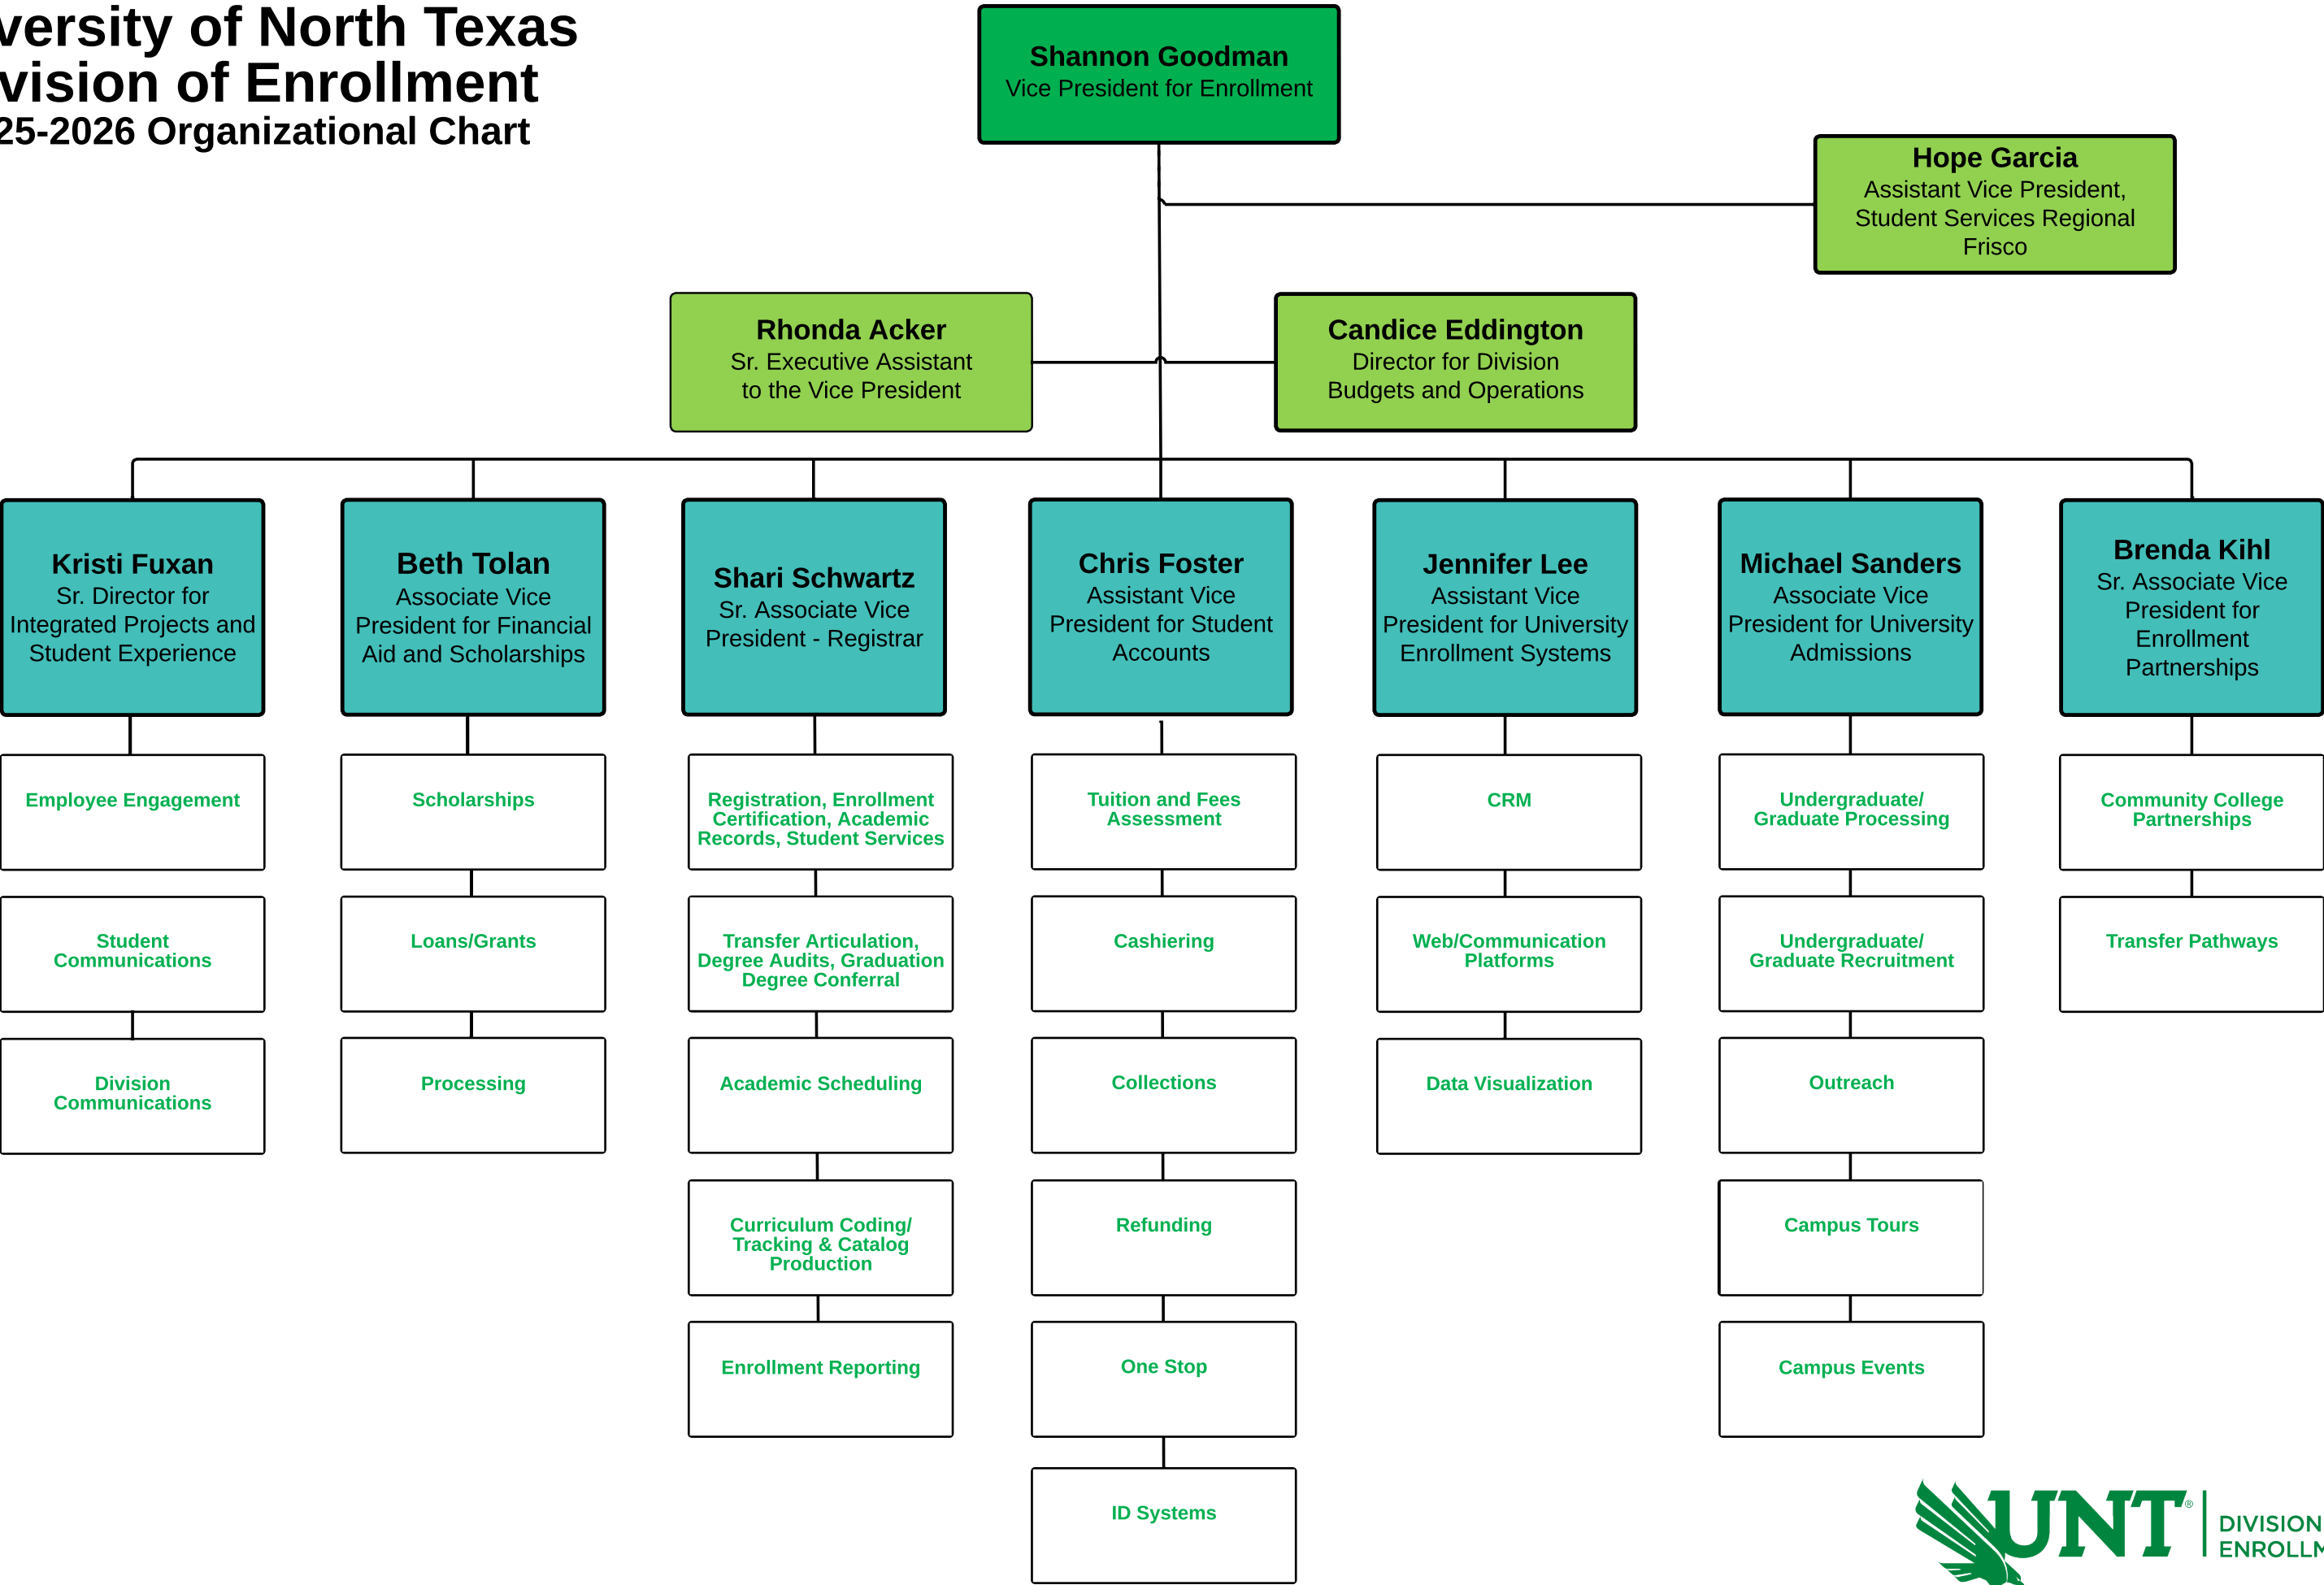 versity of North Texas
vision of Enrollment
25-2026 Organizational Chart
Shannon Goodman
Vice President for Enrollment
Hope Garcia
Assistant Vice President,
Student Services Regional
Frisco
Rhonda Acker
Sr. Executive Assistant
to the Vice President
Candice Eddington
Director for Division
Budgets and Operations
Kristi Fuxan
Sr. Director for
Integrated Projects and
Student Experience
Beth Tolan
Associate Vice
President for Financial
Aid and Scholarships
Shari Schwartz
Sr. Associate Vice
President - Registrar
Chris Foster
Assistant Vice
President for Student
Accounts
Jennifer Lee
Assistant Vice
President for University
Enrollment Systems
Michael Sanders
Associate Vice
President for University
Admissions
Brenda Kihl
Sr. Associate Vice
President for
Enrollment
Partnerships
Employee Engagement
Student
Communications
Division
Communications
Scholarships
Loans/Grants
Processing
Registration, Enrollment
Certification, Academic
Records, Student Services
Transfer Articulation,
Degree Audits, Graduation
Degree Conferral
Academic Scheduling
Curriculum Coding/
Tracking & Catalog
Production
Enrollment Reporting
Tuition and Fees
Assessment
Cashiering
Collections
Refunding
One Stop
ID Systems
CRM
Web/Communication
Platforms
Data Visualization
Undergraduate/
Graduate Processing
Undergraduate/
Graduate Recruitment
Outreach
Campus Tours
Campus Events
Community College
Partnerships
Transfer Pathways
UNT®
DIVISION
ENROLLM